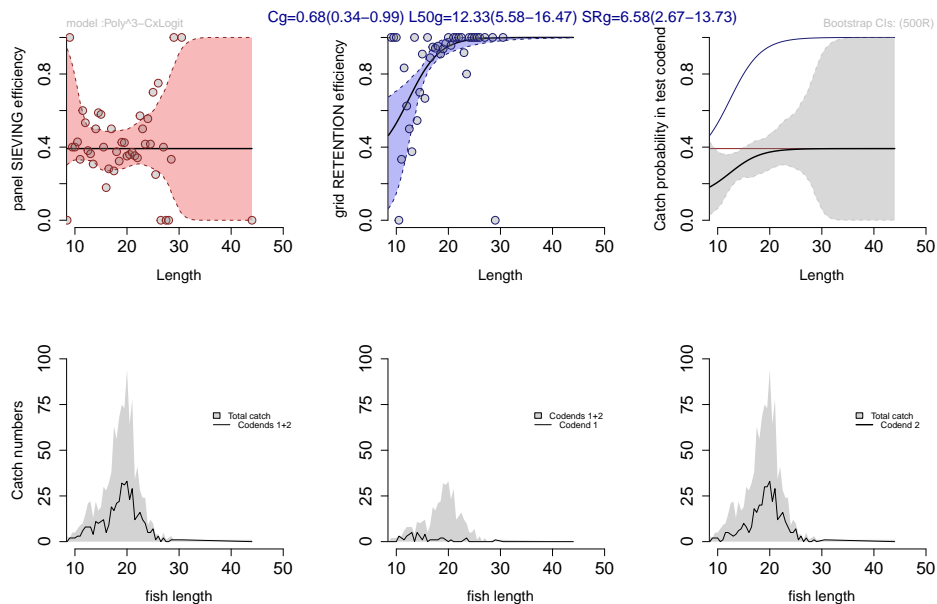 Cg=0.68(0.34−0.99) L50g=12.33(5.58−16.47) SRg=6.58(2.67−13.73)
model :Poly^3−CxLogit
Bootstrap CIs: (500R)
panel SIEVING efficiency
0.0 0.4 0.8
10 20 30 40 50
Length
grid RETENTION efficiency
0.0 0.4 0.8
10 20 30 40 50
Length
Catch probability in test codend
0.0 0.4 0.8
10 20 30 40 50
Length
Catch numbers
0 25 50 75 100
Total catch
Codends 1+2
10 20 30 40 50
fish length
0 25 50 75 100
Codends 1+2
Codend 1
10 20 30 40 50
fish length
0 25 50 75 100
Total catch
Codend 2
10 20 30 40 50
fish length